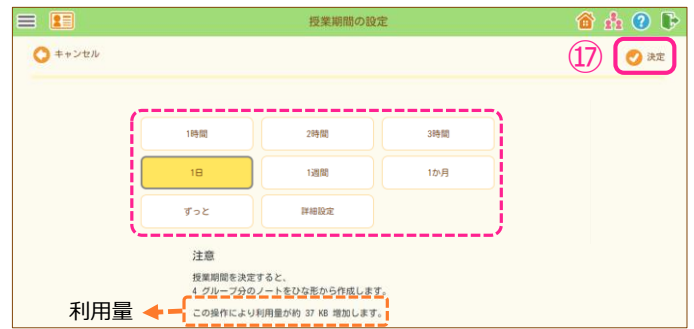 授業期間の設定
キャンセル
⑰
決定
1時間
2時間
3時間
1日
1週間
1か月
ずっと
詳細設定
注意
授業期間を決定すると、
4 グループ分のノートをひな形から作成します。
この操作により利用量が約 37 KB 増加します。
利用量